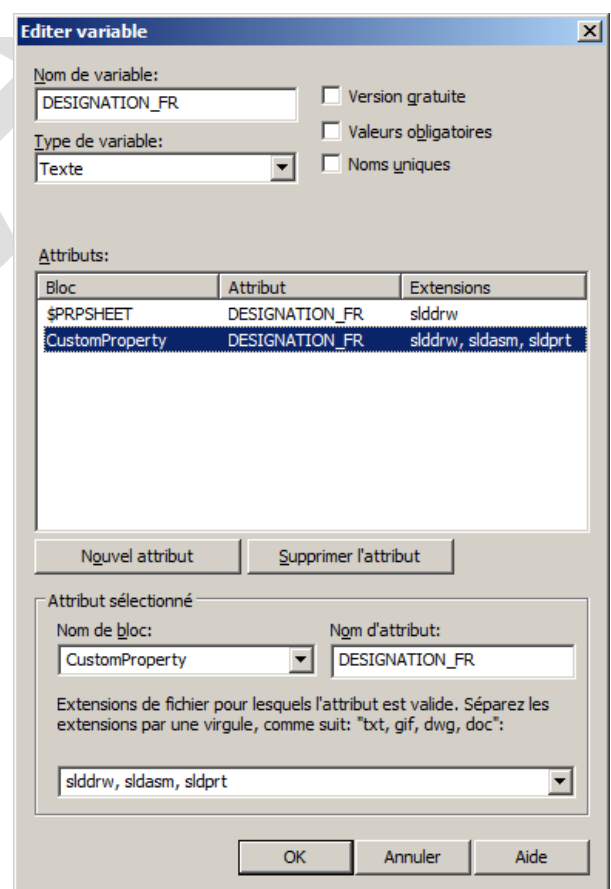 Editer variable
Nom de variable:
DESIGNATION_FR
Version gratuite
Valeurs obligatoires
Type de variable:
Texte
Noms uniques
Attributs:
Bloc Attribut Extensions
$PRPSHEET DESIGNATION_FR slddrw
CustomProperty DESIGNATION_FR slddrw, sldasm, sldprt
Nouvel attribut Supprimer l'attribut
Attribut sélectionné
Nom de bloc: Nom d'attribut:
CustomProperty DESIGNATION_FR
Extensions de fichier pour lesquels l'attribut est valide. Séparez les
extensions par une virgule, comme suit: "txt, gif, dwg, doc":
slddrw, sldasm, sldprt
OK Annuler Aide